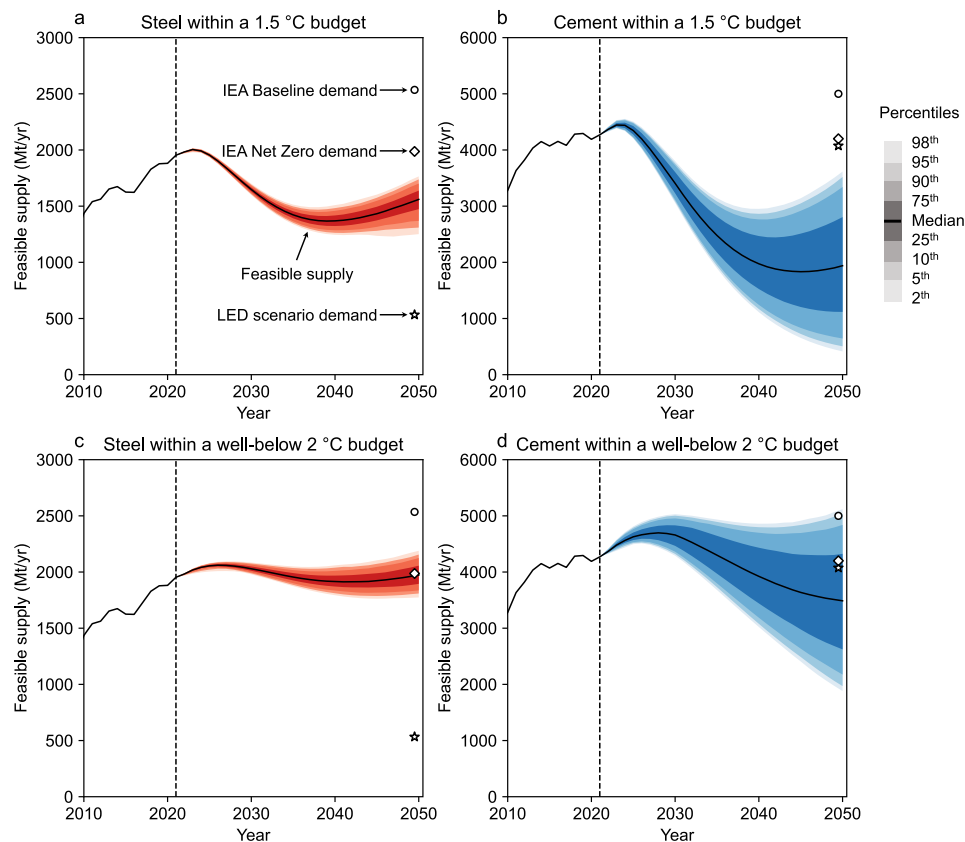 a
Steel within a 1.5 °C budget
3000
2500
2000
1500
1000
500
0
Feasible supply (Mt/yr)
IEA Baseline demand
IEA Net Zero demand
Feasible supply
LED scenario demand
2010
2020
2030
2040
2050
Year
b
Cement within a 1.5 °C budget
6000
5000
4000
3000
2000
1000
0
Feasible supply (Mt/yr)
2010
2020
2030
2040
2050
Year
Percentiles
98th
95th
90th
75th
Median
25th
10th
5th
2th
c
Steel within a well-below 2 °C budget
3000
2500
2000
1500
1000
500
0
Feasible supply (Mt/yr)
2010
2020
2030
2040
2050
Year
d
Cement within a well-below 2 °C budget
6000
5000
4000
3000
2000
1000
0
Feasible supply (Mt/yr)
2010
2020
2030
2040
2050
Year